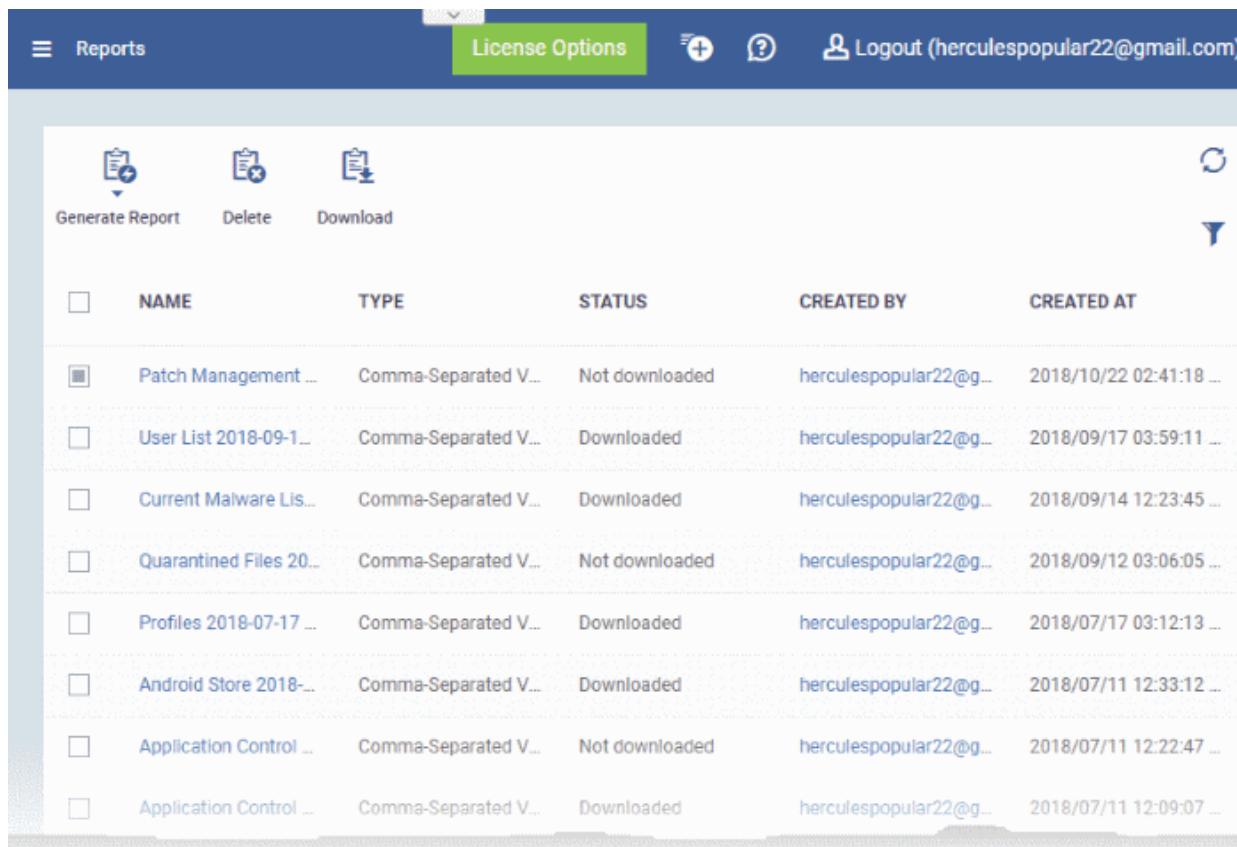 Reports License Options Logout (herculespopular22@gmail.com)
Generate Report Delete Download
NAME TYPE STATUS CREATED BY CREATED AT
Patch Management ... Comma-Separated V... Not downloaded herculespopular22@g... 2018/10/22 02:41:18 ...
User List 2018-09-1... Comma-Separated V... Downloaded herculespopular22@g... 2018/09/17 03:59:11 ...
Current Malware Lis... Comma-Separated V... Downloaded herculespopular22@g... 2018/09/14 12:23:45 ...
Quarantined Files 20... Comma-Separated V... Not downloaded herculespopular22@g... 2018/09/12 03:06:05 ...
Profiles 2018-07-17 ... Comma-Separated V... Downloaded herculespopular22@g... 2018/07/17 03:12:13 ...
Android Store 2018-... Comma-Separated V... Downloaded herculespopular22@g... 2018/07/11 12:33:12 ...
Application Control ... Comma-Separated V... Not downloaded herculespopular22@g... 2018/07/11 12:22:47 ...
Application Control ... Comma-Separated V... Downloaded herculespopular22@g... 2018/07/11 12:09:07 ...